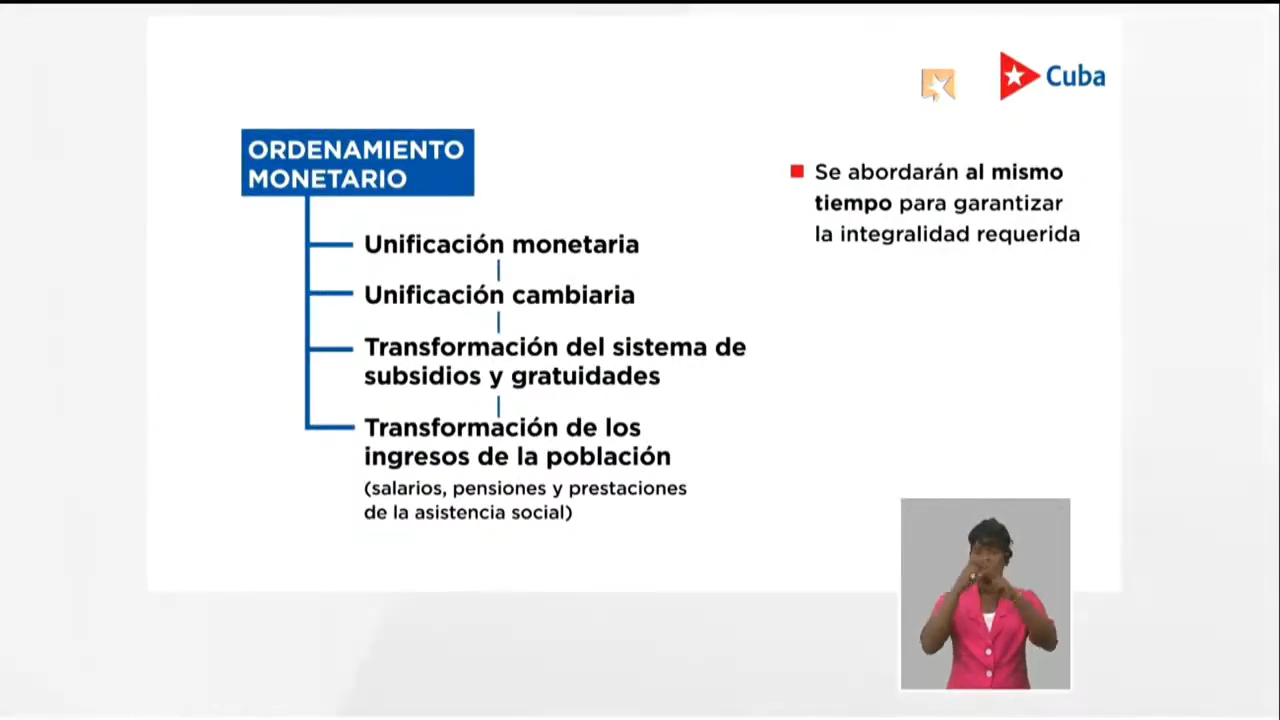 Cuba
ORDENAMIENTO
MONETARIO
Unificación monetaria
Unificación cambiaria
Transformación del sistema de
subsidios y gratuidades
Transformación de los
ingresos de la población
(salarios, pensiones y prestaciones
de la asistencia social)
Se abordarán al mismo
tiempo para garantizar
la integralidad requerida